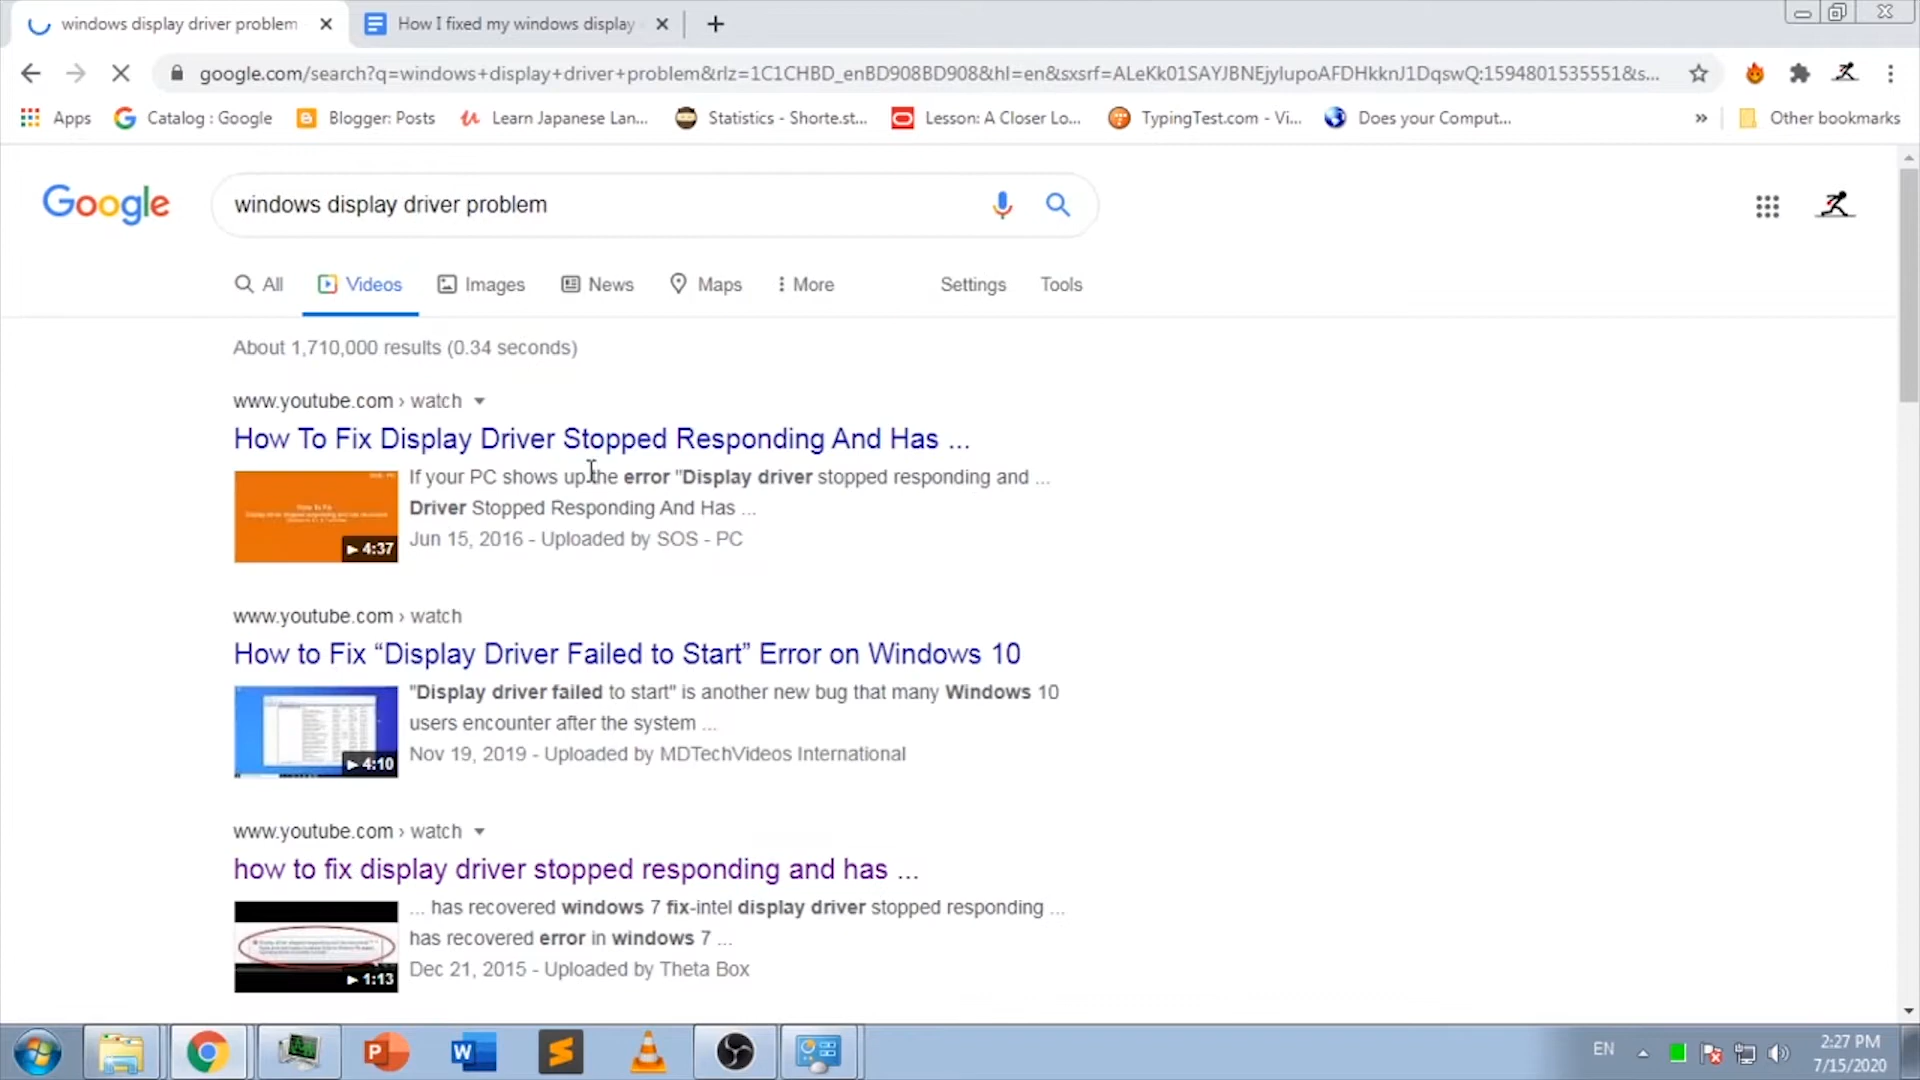 windows display driver problem
How I fixed my windows display
google.com/search?q=windows+display+driver+problem&rlz=1C1CHBD_enBD908BD908&hl=en&sxsrf=ALeKk01SAYJBNEjylupoAFDHkknJ1DqswQ:1594801535551&s...
Apps
Catalog : Google
Blogger: Posts
Learn Japanese Lan...
Statistics - Shorte.st...
Lesson: A Closer Lo...
TypingTest.com - Vi...
Does your Comput...
»
Other bookmarks
Google
windows display driver problem
All
Videos
Images
News
Maps
More
Settings
Tools
About 1,710,000 results (0.34 seconds)
www.youtube.com › watch
How To Fix Display Driver Stopped Responding And Has ...
If your PC shows up the error "Display driver stopped responding and ...
Driver Stopped Responding And Has ...
Jun 15, 2016 - Uploaded by SOS - PC
4:37
www.youtube.com › watch
How to Fix “Display Driver Failed to Start” Error on Windows 10
"Display driver failed to start" is another new bug that many Windows 10
users encounter after the system ...
Nov 19, 2019 - Uploaded by MDTechVideos International
4:10
www.youtube.com › watch
how to fix display driver stopped responding and has ...
... has recovered windows 7 fix-intel display driver stopped responding ...
has recovered error in windows 7 ...
Dec 21, 2015 - Uploaded by Theta Box
1:13
EN
2:27 PM
7/15/2020